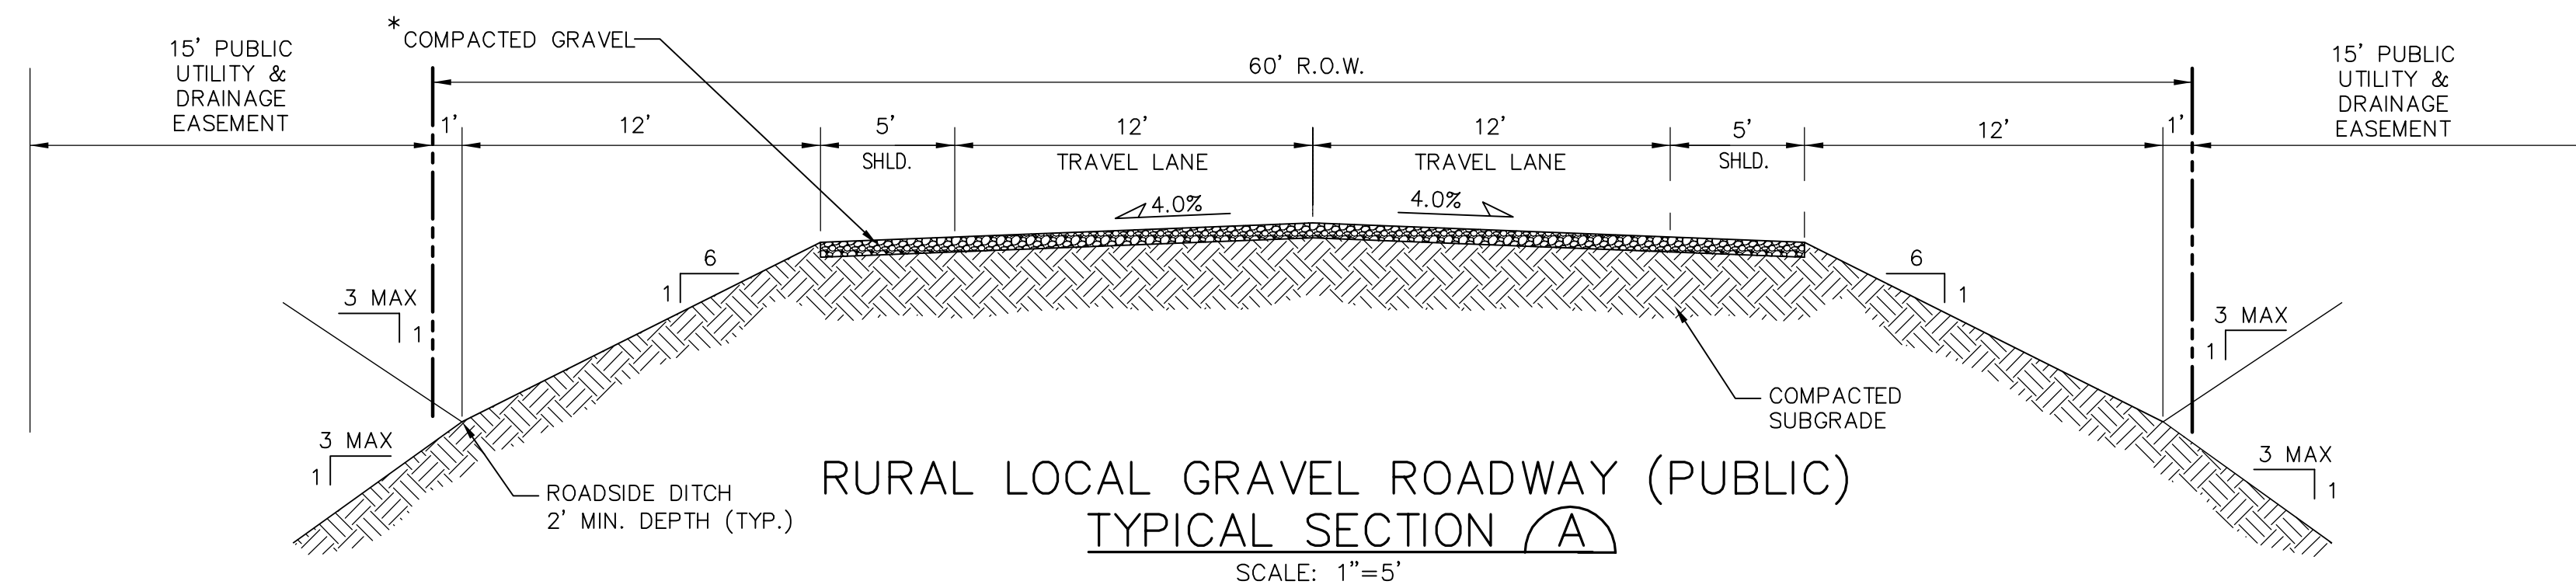 *COMPACTED GRAVEL
15' PUBLIC
UTILITY &
DRAINAGE
EASEMENT
60' R.O.W.
15' PUBLIC
UTILITY &
DRAINAGE
EASEMENT
1'
12'
5'
12'
12'
5'
12'
1'
SHLD.
TRAVEL LANE
TRAVEL LANE
SHLD.
4.0%
4.0%
6
1
6
1
3 MAX
1
3 MAX
1
3 MAX
1
3 MAX
1
COMPACTED
SUBGRADE
ROADSIDE DITCH
2' MIN. DEPTH (TYP.)
RURAL LOCAL GRAVEL ROADWAY (PUBLIC)
TYPICAL SECTION A
SCALE: 1"=5'